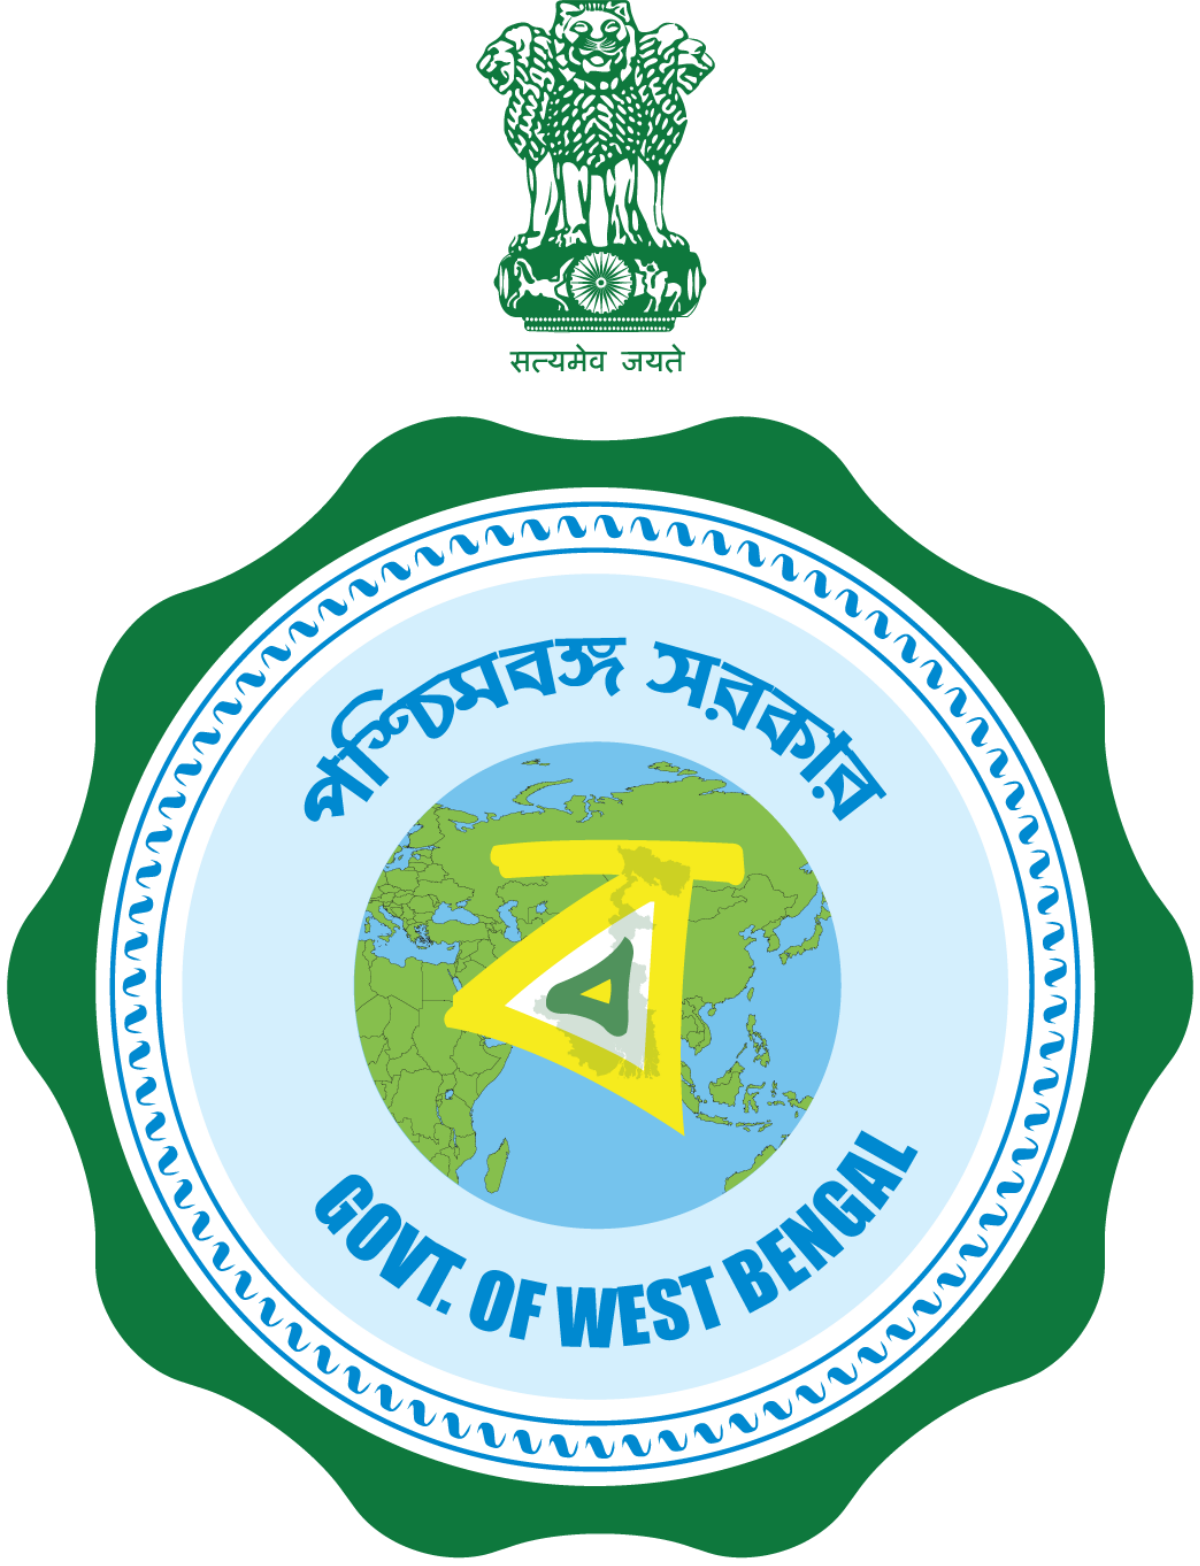 सत्यमेव जयते
পশ্চিমবঙ্গ সরকার
ব
GOVT. OF WEST BENGAL